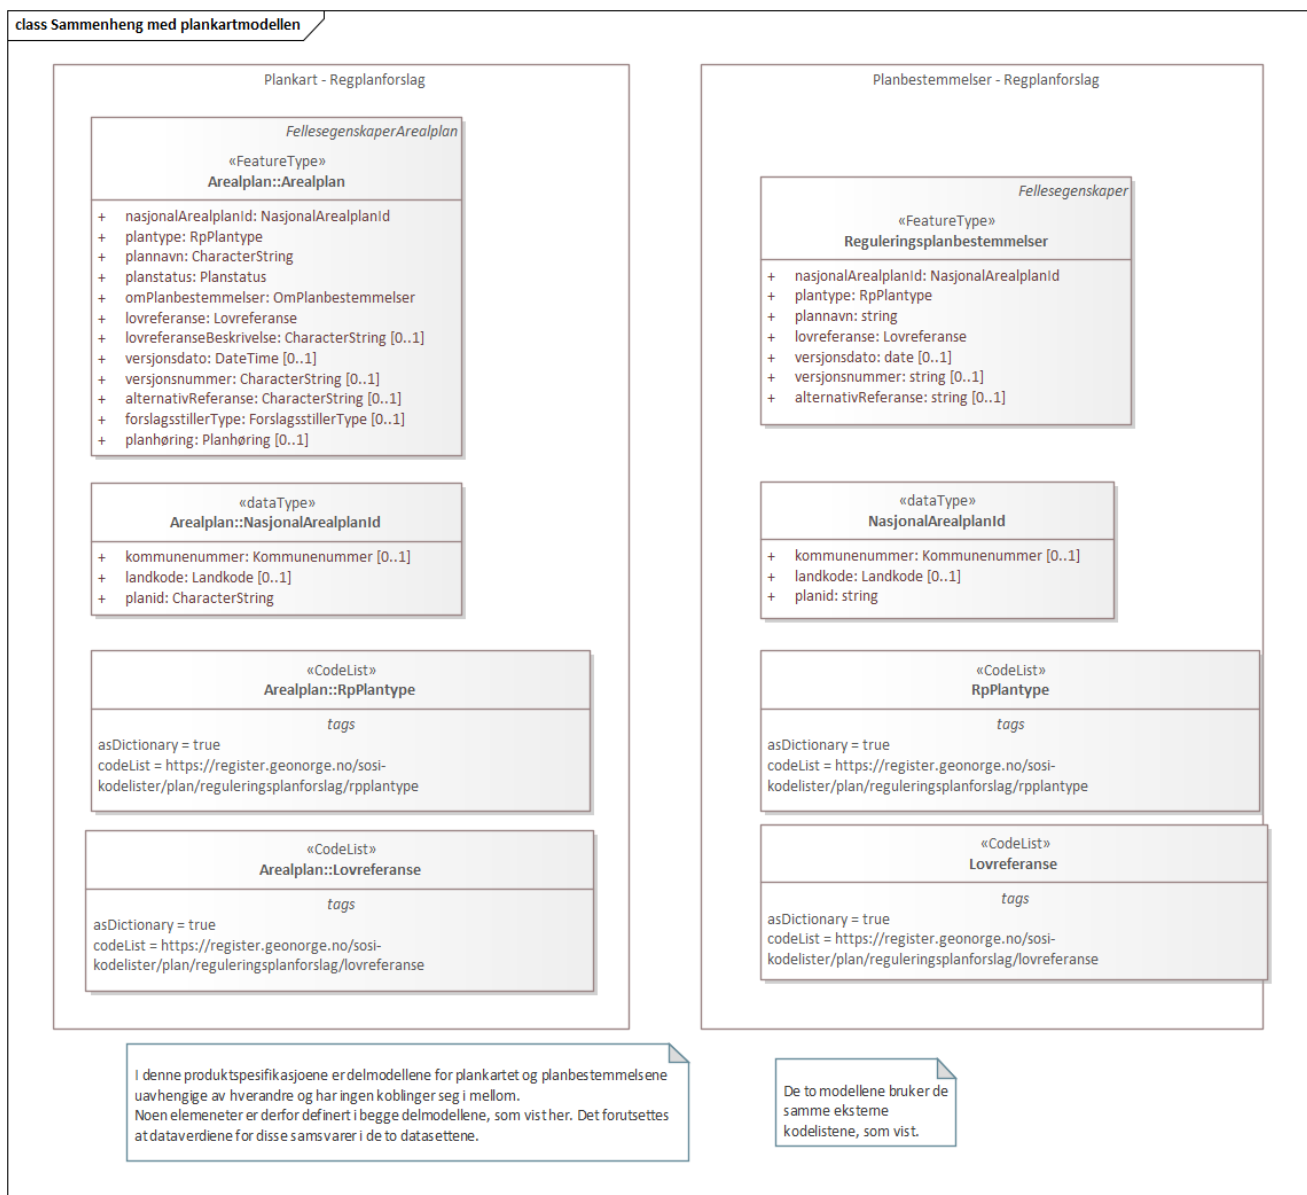 class Sammenheng med plankartmodellen
Plankart - Regplanforslag
FellesegenskaperArealplan
«FeatureType»
Arealplan::Arealplan
+ nasjonalArealplanId: NasjonalArealplanId
+ plantype: RpPlantype
+ plannavn: CharacterString
+ planstatus: Planstatus
+ omPlanbestemmelser: OmPlanbestemmelser
+ lovreferanse: Lovreferanse
+ lovreferanseBeskrivelse: CharacterString [0..1]
+ versjonsdato: DateTime [0..1]
+ versjonsnummer: CharacterString [0..1]
+ alternativReferanse: CharacterString [0..1]
+ forslagsstillerType: ForslagsstillerType [0..1]
+ planhøring: Planhøring [0..1]
«dataType»
Arealplan::NasjonalArealplanId
+ kommunenummer: Kommunenummer [0..1]
+ landkode: Landkode [0..1]
+ planid: CharacterString
«CodeList»
Arealplan::RpPlantype
tags
asDictionary = true
codeList = https://register.geonorge.no/sosi-
kodelister/plan/reguleringsplanforslag/rpplantype
«CodeList»
Arealplan::Lovreferanse
tags
asDictionary = true
codeList = https://register.geonorge.no/sosi-
kodelister/plan/reguleringsplanforslag/lovreferanse
Planbestemmelser - Regplanforslag
Fellesegenskaper
«FeatureType»
Reguleringsplanbestemmelser
+ nasjonalArealplanId: NasjonalArealplanId
+ plantype: RpPlantype
+ plannavn: string
+ lovreferanse: Lovreferanse
+ versjonsdato: date [0..1]
+ versjonsnummer: string [0..1]
+ alternativReferanse: string [0..1]
«dataType»
NasjonalArealplanId
+ kommunenummer: Kommunenummer [0..1]
+ landkode: Landkode [0..1]
+ planid: string
«CodeList»
RpPlantype
tags
asDictionary = true
codeList = https://register.geonorge.no/sosi-
kodelister/plan/reguleringsplanforslag/rpplantype
«CodeList»
Lovreferanse
tags
asDictionary = true
codeList = https://register.geonorge.no/sosi-
kodelister/plan/reguleringsplanforslag/lovreferanse
I denne produktspesifikasjoene er delmodellene for plankartet og planbestemmelsene
uavhengige av hverandre og har ingen koblinger seg i mellom.
Noen elemeneter er derfor definert i begge delmodellene, som vist her. Det forutsettes
at dataverdiene for disse samsvarer i de to datasettene.
De to modellene bruker de
samme eksterne
kodelistene, som vist.